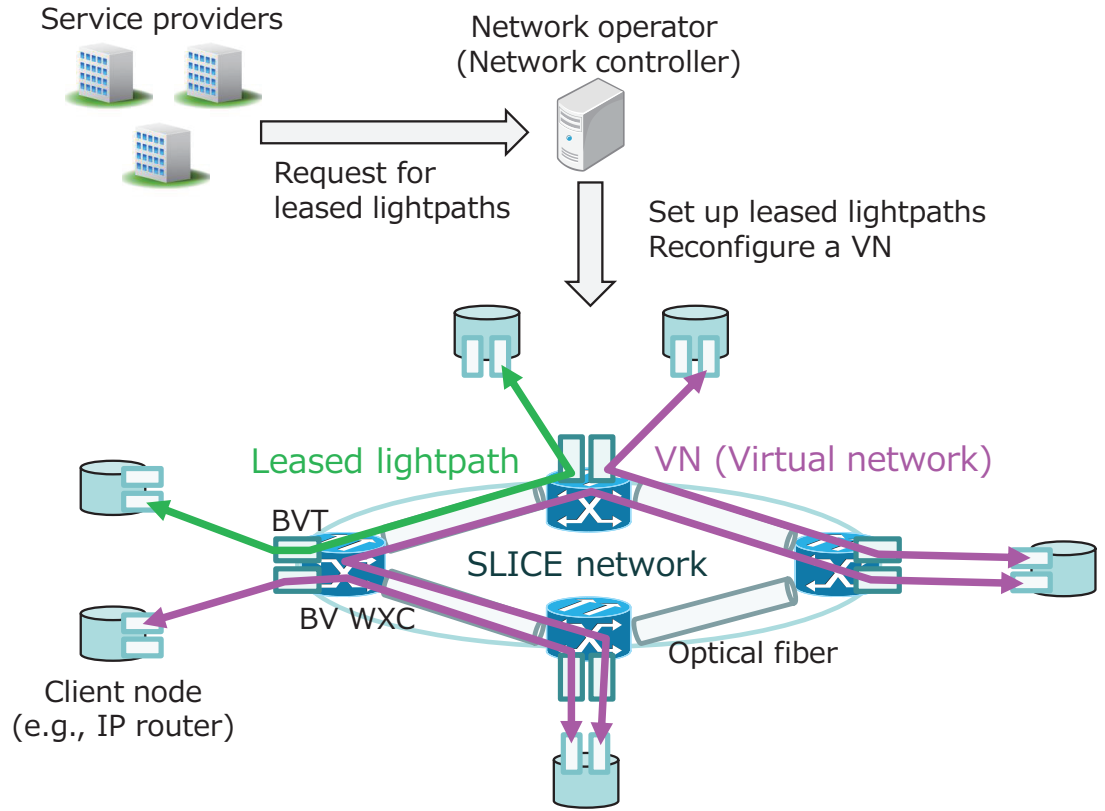 Service providers
Network operator
(Network controller)
Request for
leased lightpaths
Set up leased lightpaths
Reconfigure a VN
Leased lightpath
VN (Virtual network)
BVT
SLICE network
BV WXC
Optical fiber
Client node
(e.g., IP router)